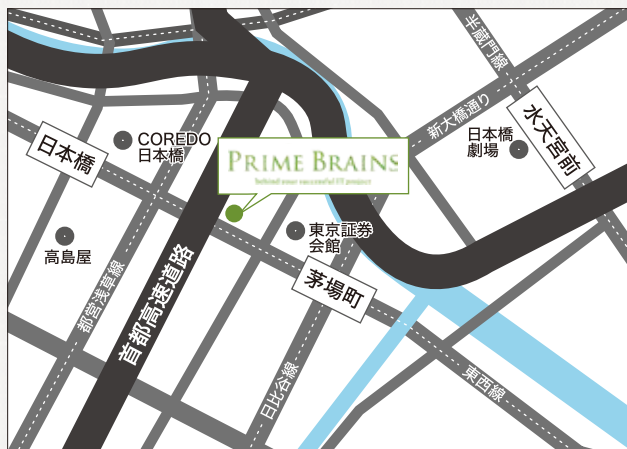 半蔵門線
新大橋通り
水天宮前
日本橋
劇場
COREDO
日本橋
日本橋
PRIME BRAINS
behind your successful IT project
東京証券
会館
高島屋
都営浅草線
首都高速道路
茅場町
日比谷線
東西線